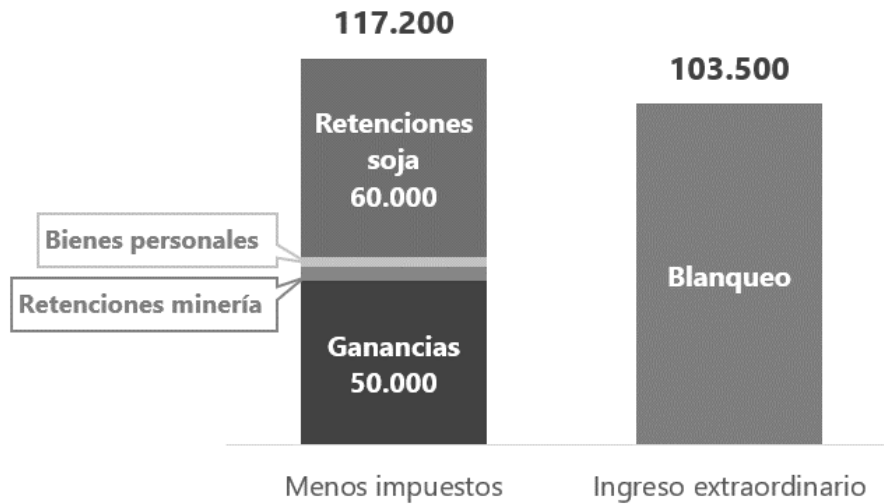 117.200
103.500
Retenciones
soja
60.000
Bienes personales
Retenciones minería
Blanqueo
Ganancias
50.000
Menos impuestos
Ingreso extraordinario